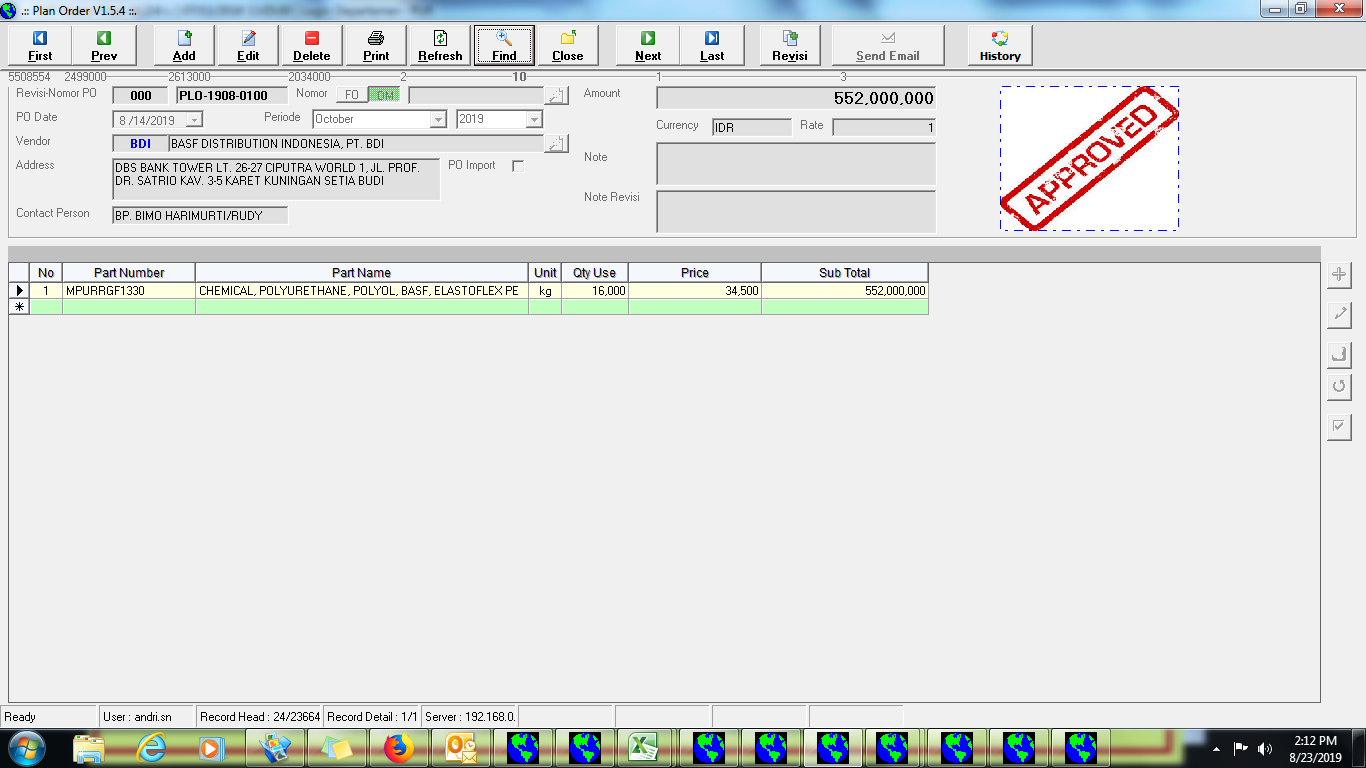 .:: Plan Order V1.5.4 ::.
First Prev Add Edit Delete Print Refresh Find Close Next Last Revisi Send Email History
5508554 2499000 2613000 2034000 2 10 1 3
Revisi-Nomor PO 000 PLO-1908-0100 Nomor FO DM Amount 552,000,000
PO Date 8 /14/2019 Periode October 2019 Currency IDR Rate 1
Vendor BDI BASF DISTRIBUTION INDONESIA, PT. BDI
Address DBS BANK TOWER LT. 26-27 CIPUTRA WORLD 1, JL. PROF. PO Import Note
DR. SATRIO KAV. 3-5 KARET KUNINGAN SETIA BUDI
Note Revisi
Contact Person BP. BIMO HARIMURTI/RUDY
APPROVED
No Part Number Part Name Unit Qty Use Price Sub Total
1 MPURRGF1330 CHEMICAL, POLYURETHANE, POLYOL, BASF, ELASTOFLEX PE kg 16,000 34,500 552,000,000
Ready User : andri.sn Record Head : 24/23664 Record Detail : 1/1 Server : 192.168.0.
2:12 PM
8/23/2019